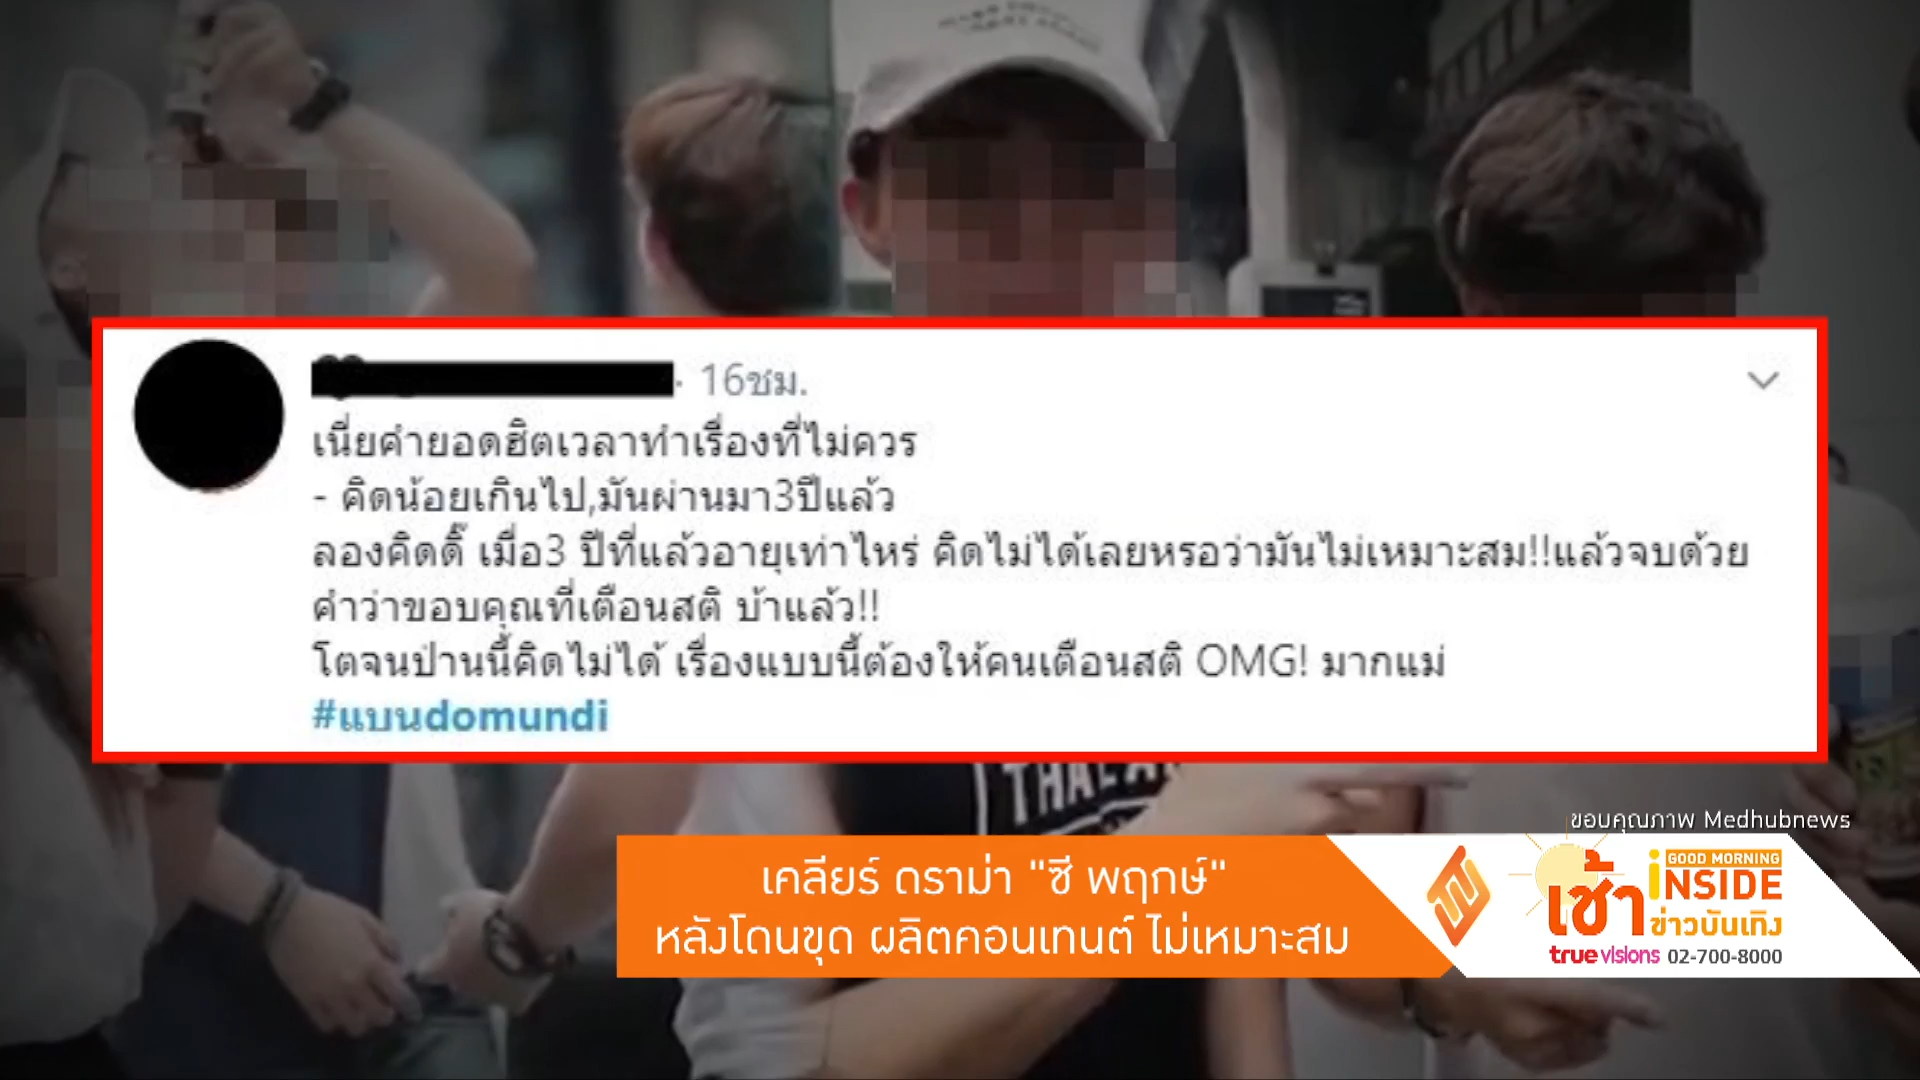 16ชม.
เนี่ยคำยอดฮิตเวลาทำเรื่องที่ไม่ควร
- คิดน้อยเกินไป,มันผ่านมา3ปีแล้ว
ลองคิดดิ๊ เมื่อ3 ปีที่แล้วอายุเท่าไหร่ คิดไม่ได้เลยหรอว่ามันไม่เหมาะสม!!แล้วจบด้วย
คำว่าขอบคุณที่เตือนสติ บ้าแล้ว!!
โตจนป่านนี้คิดไม่ได้ เรื่องแบบนี้ต้องให้คนเตือนสติ OMG! มากแม่
#แบนdomundi
ขอบคุณภาพ Medhubnews
เคลียร์ ดราม่า "ซี พฤกษ์"
หลังโดนขุด ผลิตคอนเทนต์ ไม่เหมาะสม
GOOD MORNING
เช้า iNSIDE
ข่าวบันเทิง
truevisions 02-700-8000